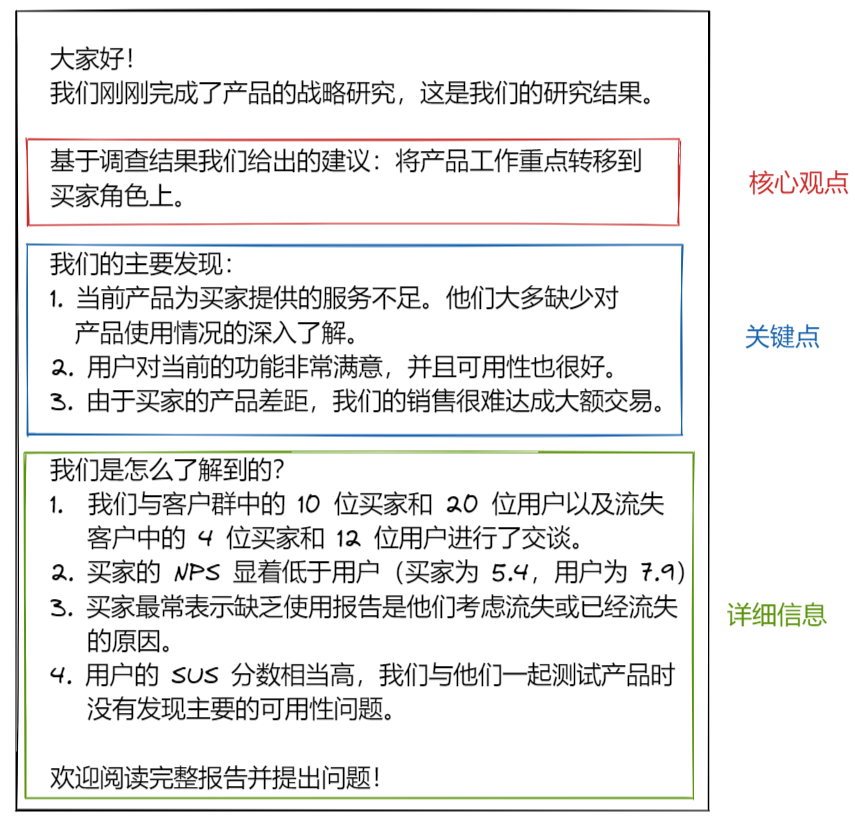 大家好！
我们刚刚完成了产品的战略研究，这是我们的研究结果。
基于调查结果我们给出的建议：将产品工作重点转移到
买家角色上。
核心观点
我们的主要发现：
1. 当前产品为买家提供的服务不足。他们大多缺少对
产品使用情况的深入了解。
2. 用户对当前的功能非常满意，并且可用性也很好。
3. 由于买家的产品差距，我们的销售很难达成大额交易。
关键点
我们是怎么了解到的？
1. 我们与客户群中的 10 位买家和 20 位用户以及流失
客户中的 4 位买家和 12 位用户进行了交谈。
2. 买家的 NPS 显着低于用户（买家为 5.4，用户为 7.9）
3. 买家最常表示缺乏使用报告是他们考虑流失或已经流失
的原因。
4. 用户的 SUS 分数相当高，我们与他们一起测试产品时
没有发现主要的可用性问题。
欢迎阅读完整报告并提出问题！
详细信息